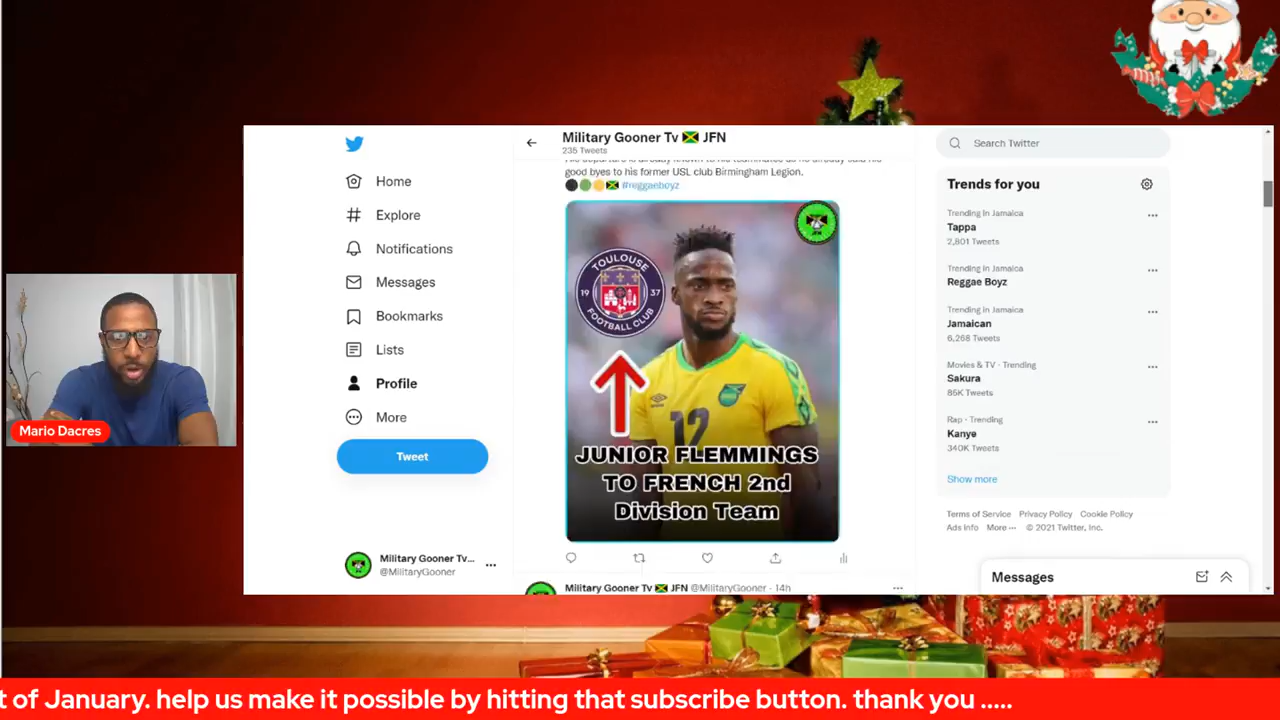 Military Gooner Tv JFN
235 Tweets
good byes to his former USL club Birmingham Legion.
#reggaeboyz
Home
Explore
Notifications
Messages
Bookmarks
Lists
Profile
More
Tweet
Military Gooner Tv...
@MilitaryGooner
TOULOUSE
19 37
FOOTBALL CLUB
JFN
12
JUNIOR FLEMMINGS
TO FRENCH 2nd
Division Team
Military Gooner Tv JFN @MilitaryGooner · 14h
Search Twitter
Trends for you
Trending in Jamaica
Tappa
2,801 Tweets
Trending in Jamaica
Reggae Boyz
Trending in Jamaica
Jamaican
6,268 Tweets
Movies & TV · Trending
Sakura
85K Tweets
Rap · Trending
Kanye
340K Tweets
Show more
Terms of Service Privacy Policy Cookie Policy
Ads Info More ··· © 2021 Twitter, Inc.
Messages
Mario Dacres
t of January. help us make it possible by hitting that subscribe button. thank you .....